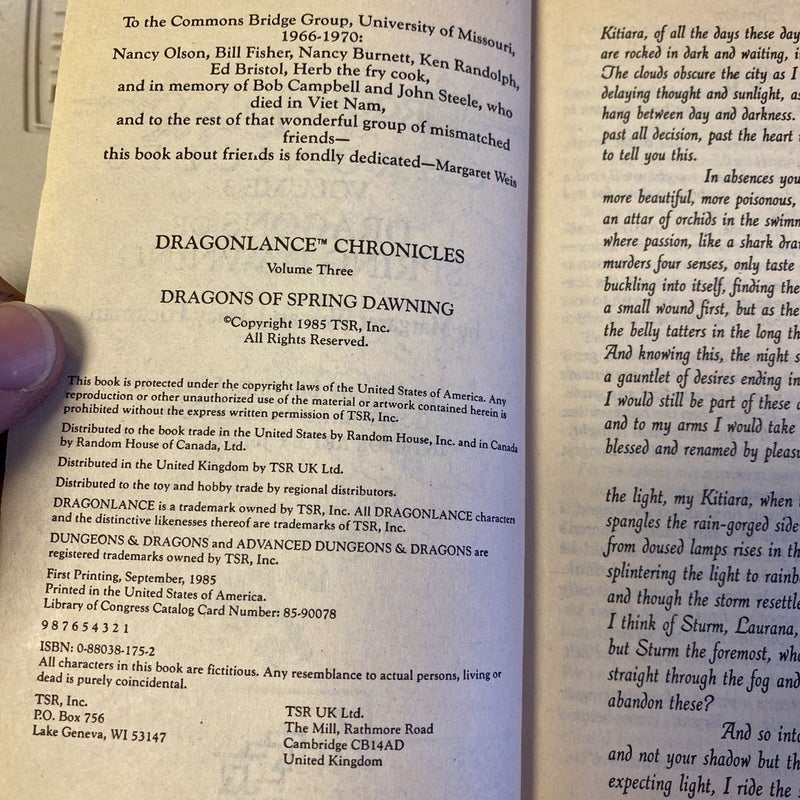 To the Commons Bridge Group, University of Missouri,
1966-1970:
Nancy Olson, Bill Fisher, Nancy Burnett, Ken Randolph,
Ed Bristol, Herb the fry cook,
and in memory of Bob Campbell and John Steele, who
died in Viet Nam,
and to the rest of that wonderful group of mismatched
friends—
this book about friends is fondly dedicated—Margaret Weis
DRAGONLANCE™ CHRONICLES
Volume Three
DRAGONS OF SPRING DAWNING
©Copyright 1985 TSR, Inc.
All Rights Reserved.
This book is protected under the copyright laws of the United States of America. Any
reproduction or other unauthorized use of the material or artwork contained herein is
prohibited without the express written permission of TSR, Inc.
Distributed to the book trade in the United States by Random House, Inc. and in Canada
by Random House of Canada, Ltd.
Distributed in the United Kingdom by TSR UK Ltd.
Distributed to the toy and hobby trade by regional distributors.
DRAGONLANCE is a trademark owned by TSR, Inc. All DRAGONLANCE characters
and the distinctive likenesses thereof are trademarks of TSR, Inc.
DUNGEONS & DRAGONS and ADVANCED DUNGEONS & DRAGONS are
registered trademarks owned by TSR, Inc.
First Printing, September, 1985
Printed in the United States of America.
Library of Congress Catalog Card Number: 85-90078
9 8 7 6 5 4 3 2 1
ISBN: 0-88038-175-2
All characters in this book are fictitious. Any resemblance to actual persons, living or
dead is purely coincidental.
TSR, Inc.
P.O. Box 756
Lake Geneva, WI 53147
TSR UK Ltd.
The Mill, Rathmore Road
Cambridge CB14AD
United Kingdom
Kitiara, of all the days these day
are rocked in dark and waiting, i
The clouds obscure the city as I
delaying thought and sunlight, as
hang between day and darkness.
past all decision, past the heart
to tell you this.
In absences you
more beautiful, more poisonous,
an attar of orchids in the swimm
where passion, like a shark dra
murders four senses, only taste
buckling into itself, finding the
a small wound first, but as the
the belly tatters in the long th
And knowing this, the night s
a gauntlet of desires ending in
I would still be part of these
and to my arms I would take
blessed and renamed by pleasu
the light, my Kitiara, when
spangles the rain-gorged side
from doused lamps rises in th
splintering the light to rainb
and though the storm resettle
I think of Sturm, Laurana,
but Sturm the foremost, who
straight through the fog and
abandon these?
And so into
and not your shadow but th
expecting light, I ride the